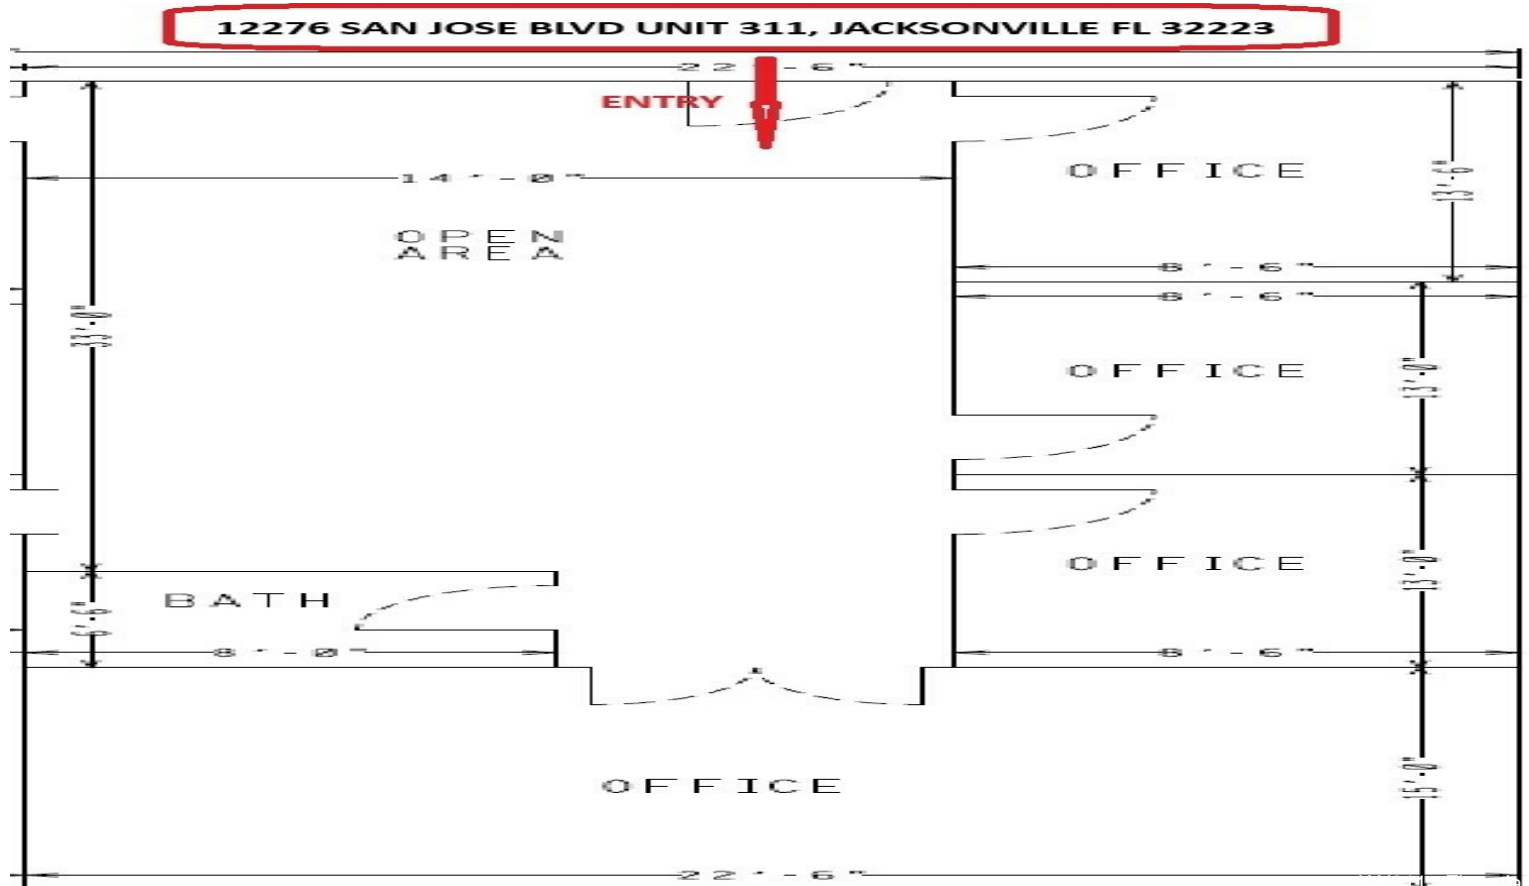 12276 SAN JOSE BLVD UNIT 311, JACKSONVILLE FL 32223
22'-6"
ENTRY
14'-0"
OFFICE
13'-6"
OPEN
AREA
8'-6"
8'-6"
33'-0"
OFFICE
13'-0"
OFFICE
13'-0"
BATH
6'-6"
8'-0"
8'-6"
OFFICE
15'-0"
22'-6"